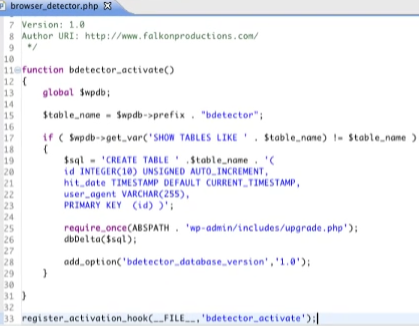 browser_detector.php
7 Version: 1.0
8 Author URI: http://www.falkonproductions.com/
9 */
10
11 function bdetector_activate()
12 {
13 global $wpdb;
14
15 $table_name = $wpdb->prefix . "bdetector";
16
17 if ( $wpdb->get_var('SHOW TABLES LIKE ' . $table_name) != $table_name )
18 {
19 $sql = 'CREATE TABLE ' .$table_name . '(
20 id INTEGER(10) UNSIGNED AUTO_INCREMENT,
21 hit_date TIMESTAMP DEFAULT CURRENT_TIMESTAMP,
22 user_agent VARCHAR(255),
23 PRIMARY KEY (id) )';
24
25 require_once(ABSPATH . 'wp-admin/includes/upgrade.php');
26 dbDelta($sql);
27
28 add_option('bdetector_database_version','1.0');
29 }
30
31 }
32
33 register_activation_hook(__FILE__,'bdetector_activate');